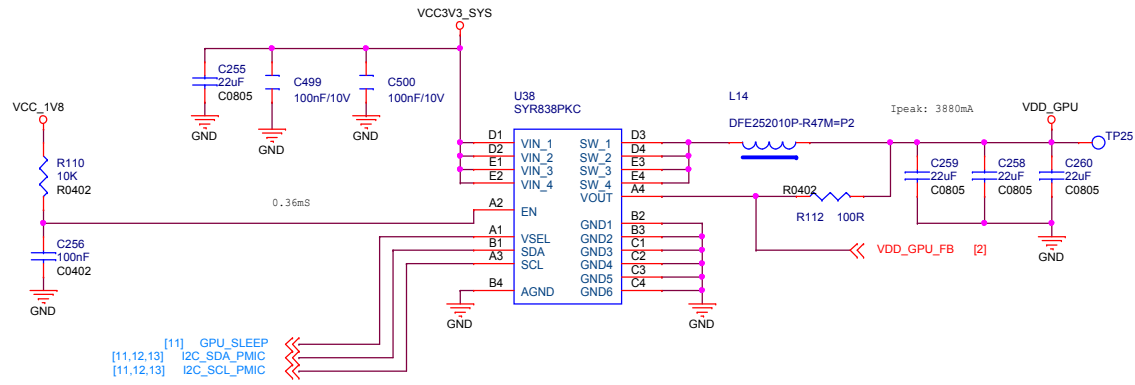 VCC3V3_SYS
C255
22uF
C0805
C499
100nF/10V
C500
100nF/10V
GND
GND
GND
VCC_1V8
R110
10K
R0402
0.36mS
C256
100nF
C0402
GND
U38
SYR838PKC
D1 VIN_1 SW_1 D3
D2 VIN_2 SW_2 D4
E1 VIN_3 SW_3 E3
E2 VIN_4 SW_4 E4
VOUT A4
A2 EN
GND1 B2
A1 VSEL GND2 B3
B1 SDA GND3 C1
A3 SCL GND4 C2
GND5 C3
B4 AGND GND6 C4
GND
GND
L14
DFE252010P-R47M=P2
Ipeak: 3880mA
VDD_GPU
TP25
C259
22uF
C0805
C258
22uF
C0805
C260
22uF
C0805
R0402
R112 100R
GND
VDD_GPU_FB [2]
[11] GPU_SLEEP
[11,12,13] I2C_SDA_PMIC
[11,12,13] I2C_SCL_PMIC